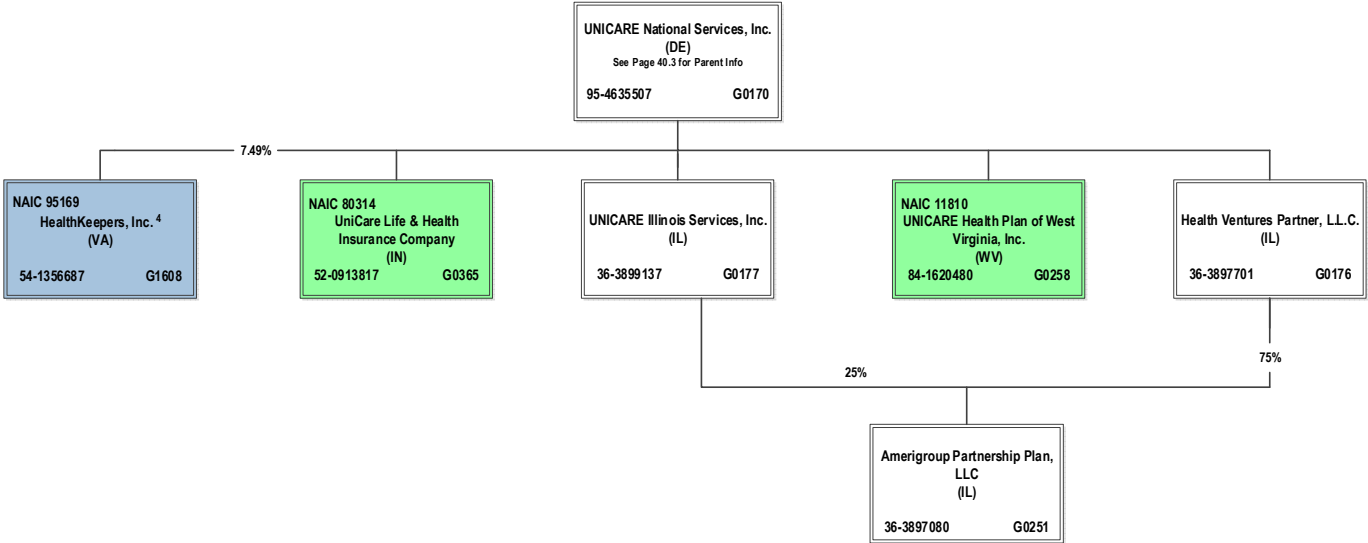 UNICARE National Services, Inc.
(DE)
See Page 40.3 for Parent Info
95-4635507 G0170
7.49%
NAIC 95169
HealthKeepers, Inc. 4
(VA)
54-1356687 G1608
NAIC 80314
UniCare Life & Health
Insurance Company
(IN)
52-0913817 G0365
UNICARE Illinois Services, Inc.
(IL)
36-3899137 G0177
NAIC 11810
UNICARE Health Plan of West
Virginia, Inc.
(WV)
84-1620480 G0258
Health Ventures Partner, L.L.C.
(IL)
36-3897701 G0176
25%
75%
Amerigroup Partnership Plan,
LLC
(IL)
36-3897080 G0251